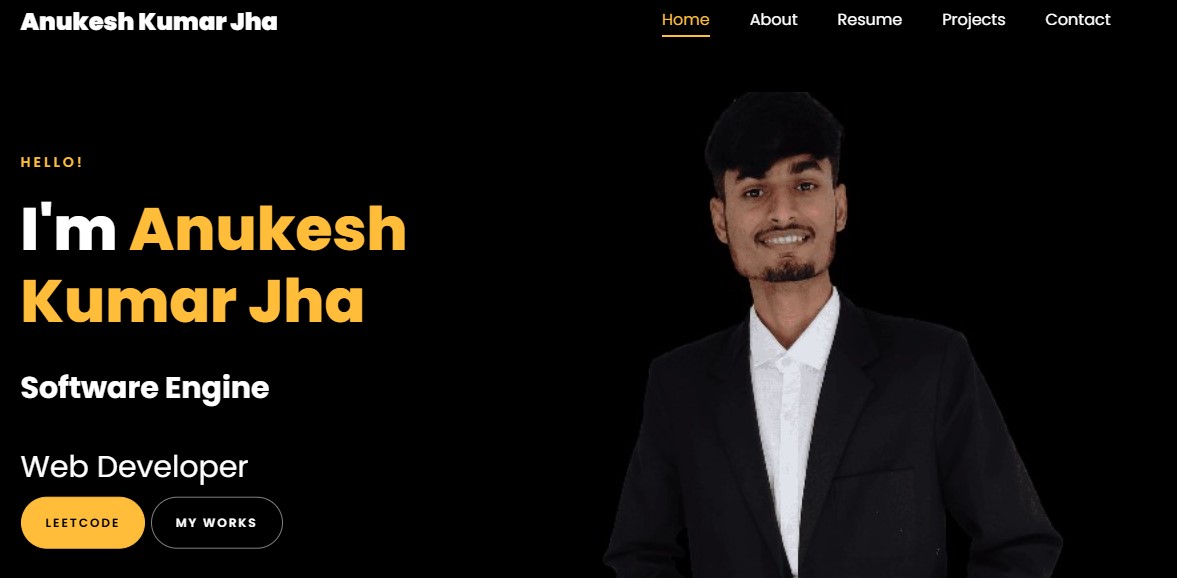 Anukesh Kumar Jha
Home About Resume Projects Contact
HELLO!
I'm Anukesh
Kumar Jha
Software Engine
Web Developer
LEETCODE MY WORKS